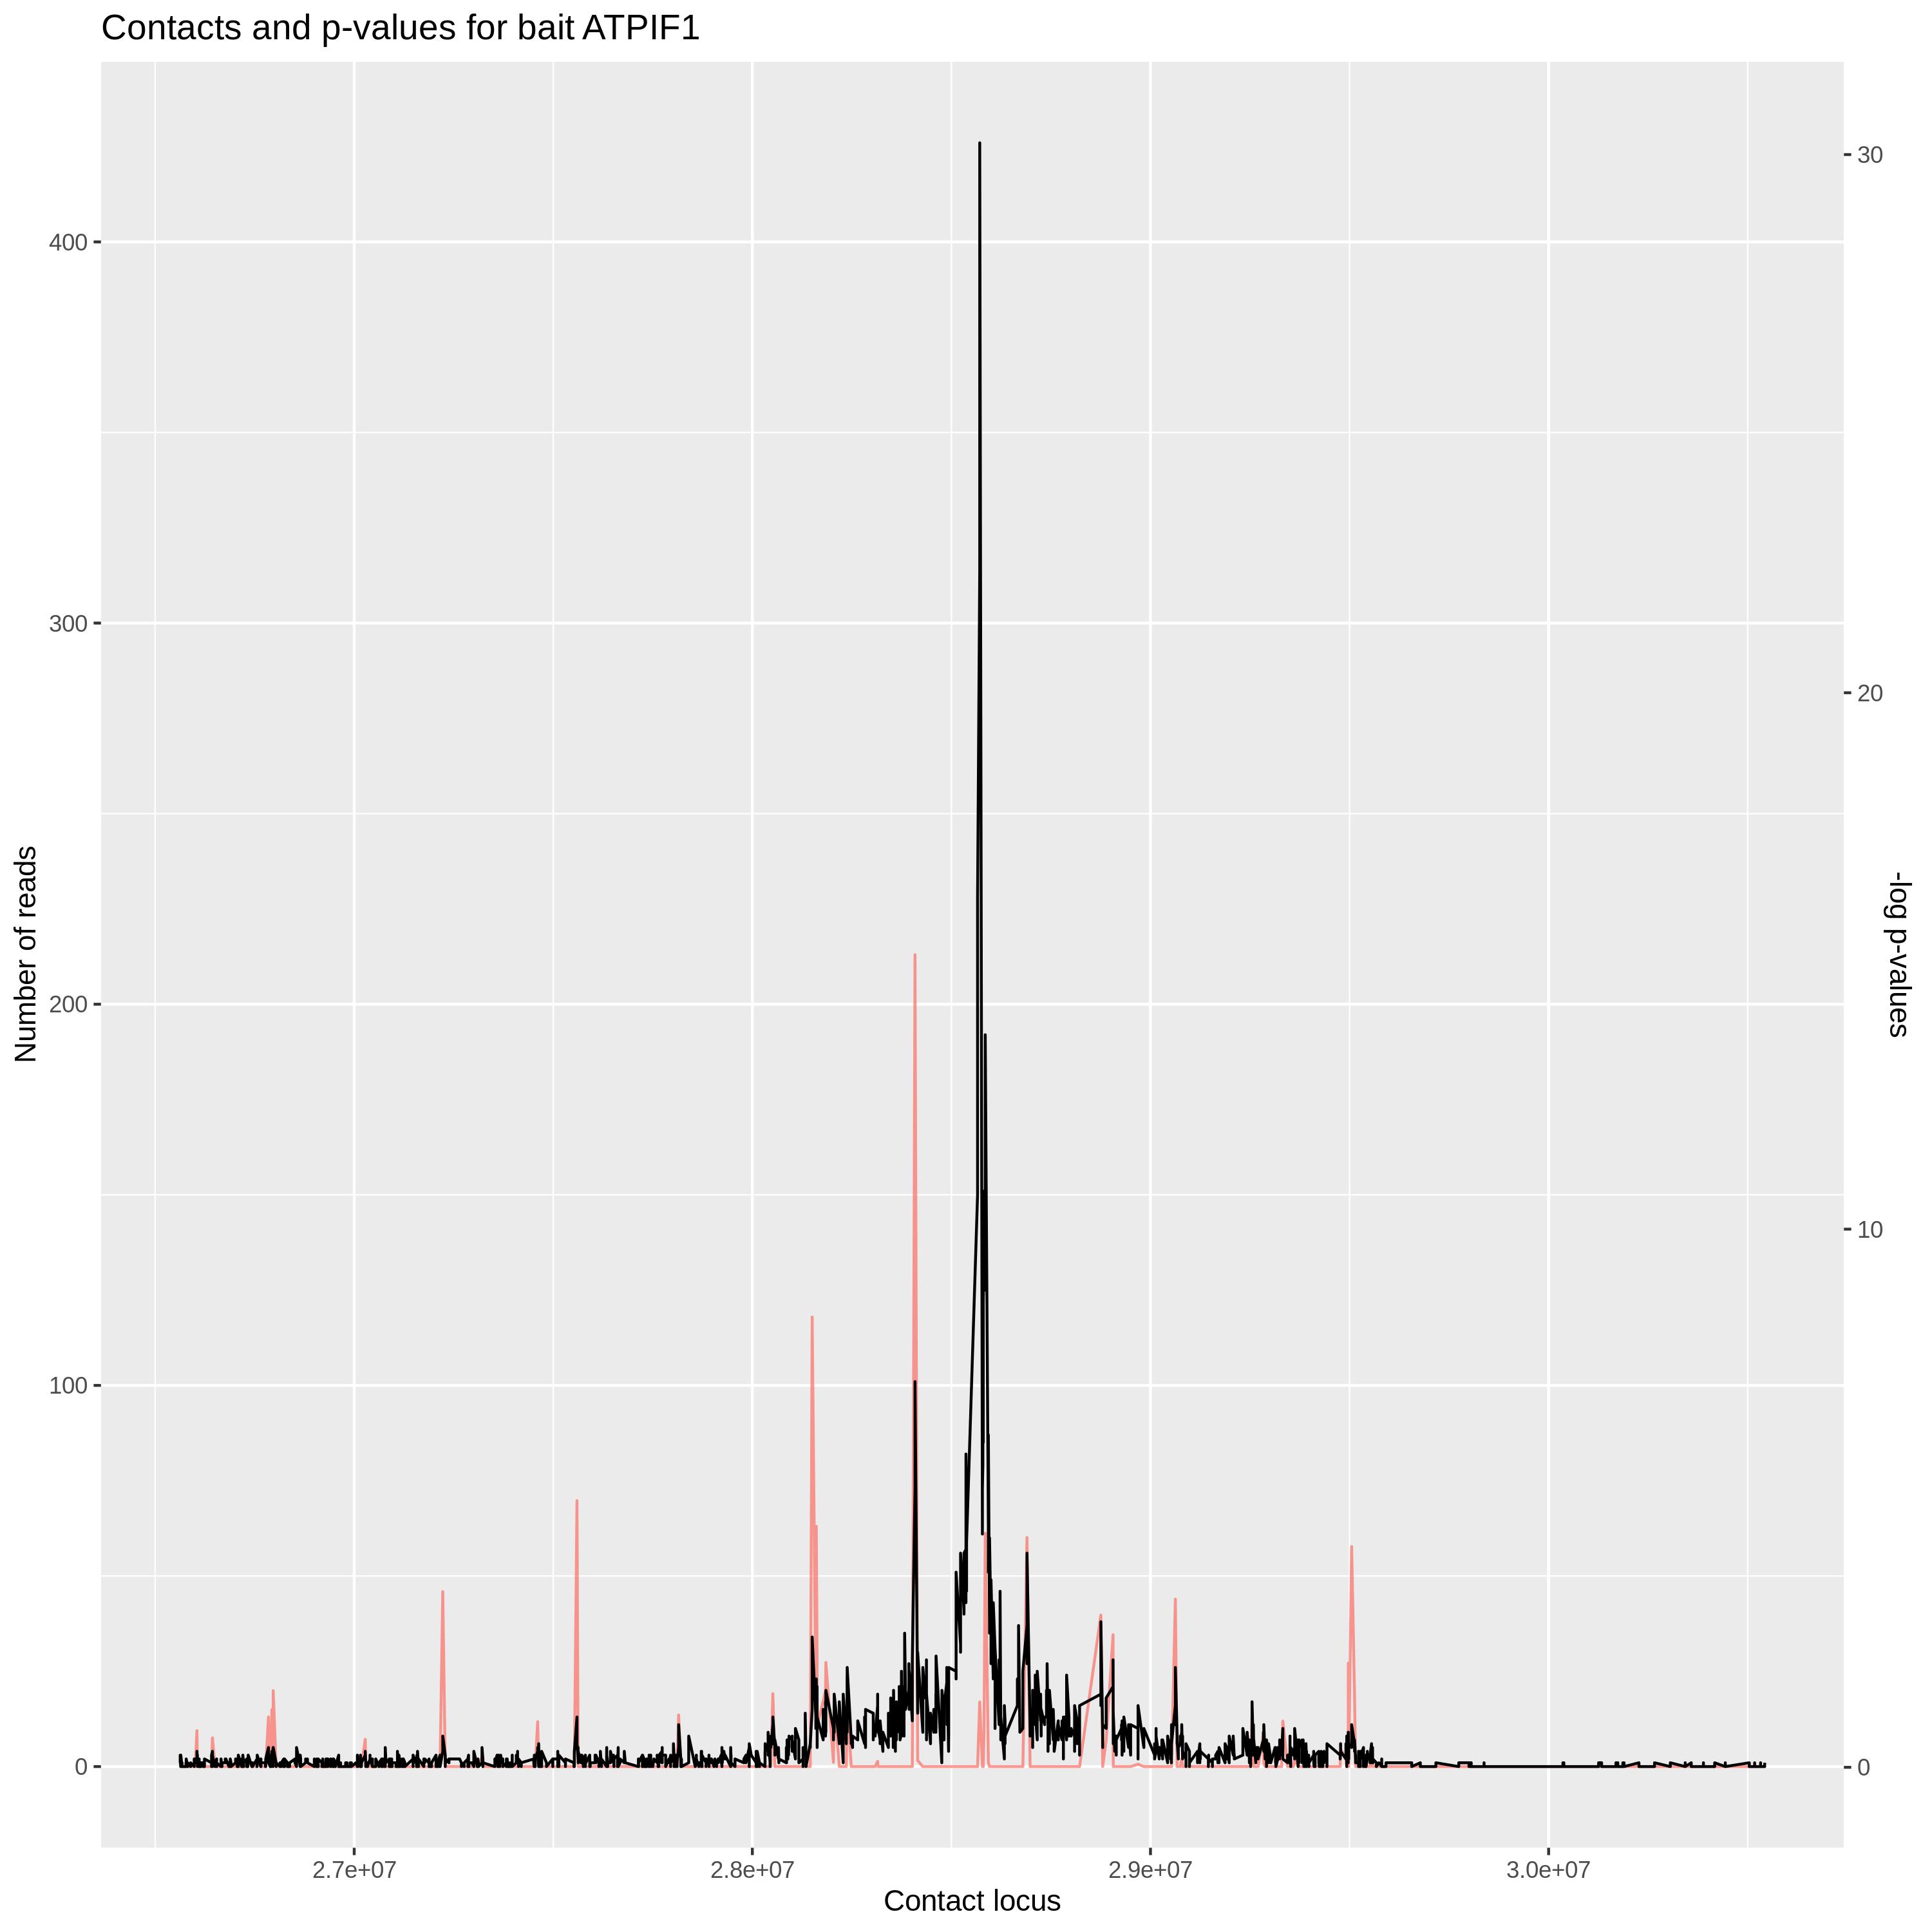 Contacts and p-values for bait ATPIF1
400
300
200
100
0
30
20
10
0
2.7e+07
2.8e+07
2.9e+07
3.0e+07
Number of reads
-log p-values
Contact locus